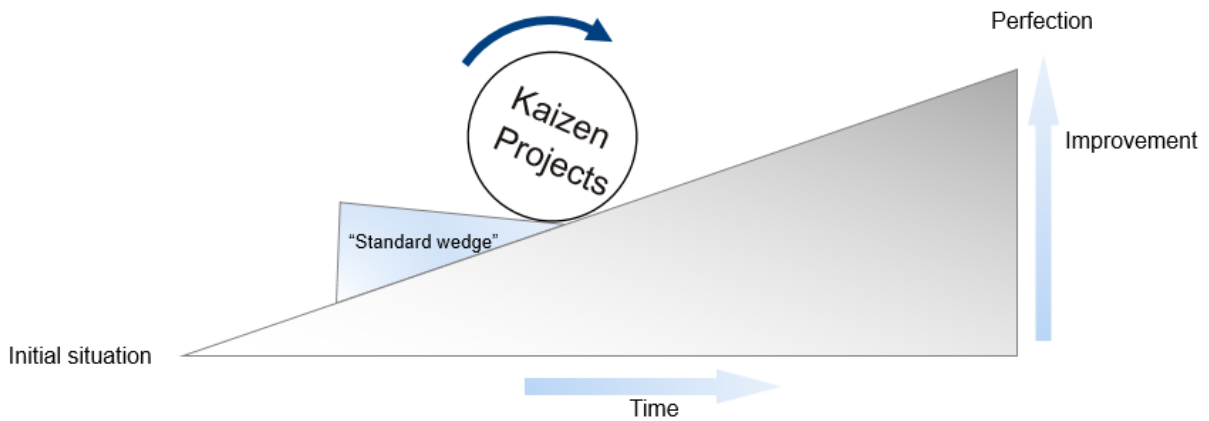 Perfection
Kaizen
Projects
Improvement
“Standard wedge”
Initial situation
Time